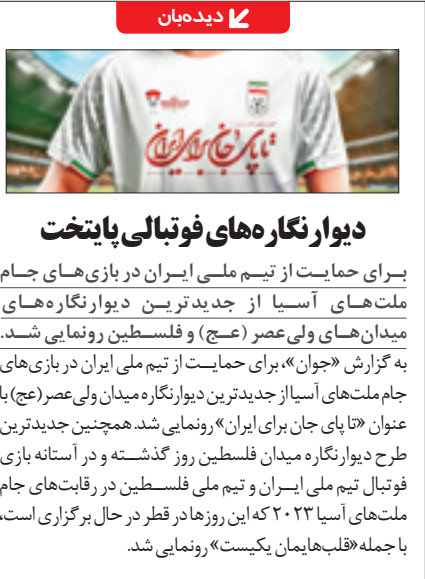 دیده‌بان
تا پای جان برای ایران
دیوارنگاره‌های فوتبالی پایتخت
برای حمایت از تیم ملی ایران در بازی‌های جام
ملت‌های آسیا از جدیدترین دیوارنگاره‌های
میدان‌های ولی‌عصر (عج) و فلسطین رونمایی شد.
به گزارش «جوان»، برای حمایت از تیم ملی ایران در بازی‌های
جام ملت‌های آسیا از جدیدترین دیوارنگاره میدان ولی‌عصر(عج) با
عنوان «تا پای جان برای ایران» رونمایی شد. همچنین جدیدترین
طرح دیوارنگاره میدان فلسطین روز گذشته و در آستانه بازی
فوتبال تیم ملی ایران و تیم ملی فلسطین در رقابت‌های جام
ملت‌های آسیا ۲۰۲۳ که این روزها در قطر در حال برگزاری است،
با جمله «قلب‌هایمان یکیست» رونمایی شد.